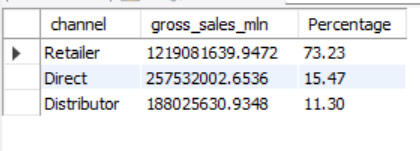 channel gross_sales_mln Percentage
Retailer 1219081639.9472 73.23
Direct 257532002.6536 15.47
Distributor 188025630.9348 11.30